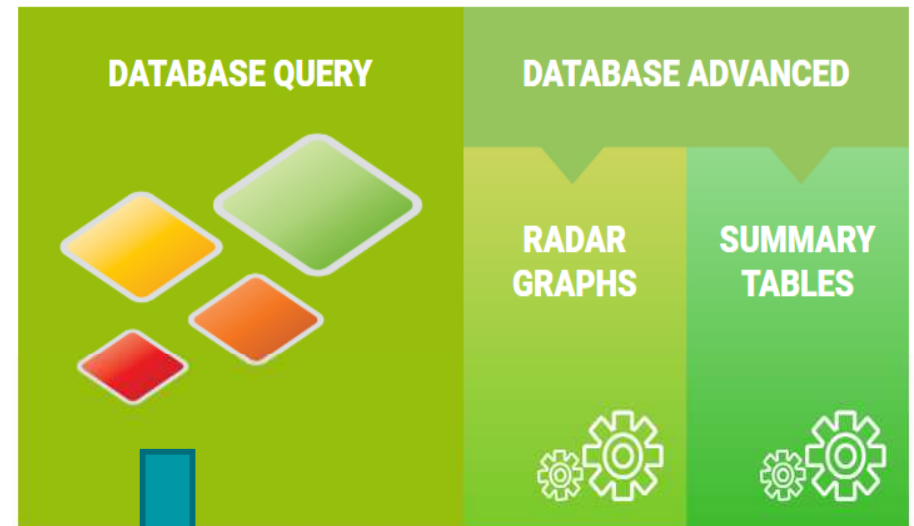 DATABASE QUERY
DATABASE ADVANCED
RADAR
GRAPHS
SUMMARY
TABLES